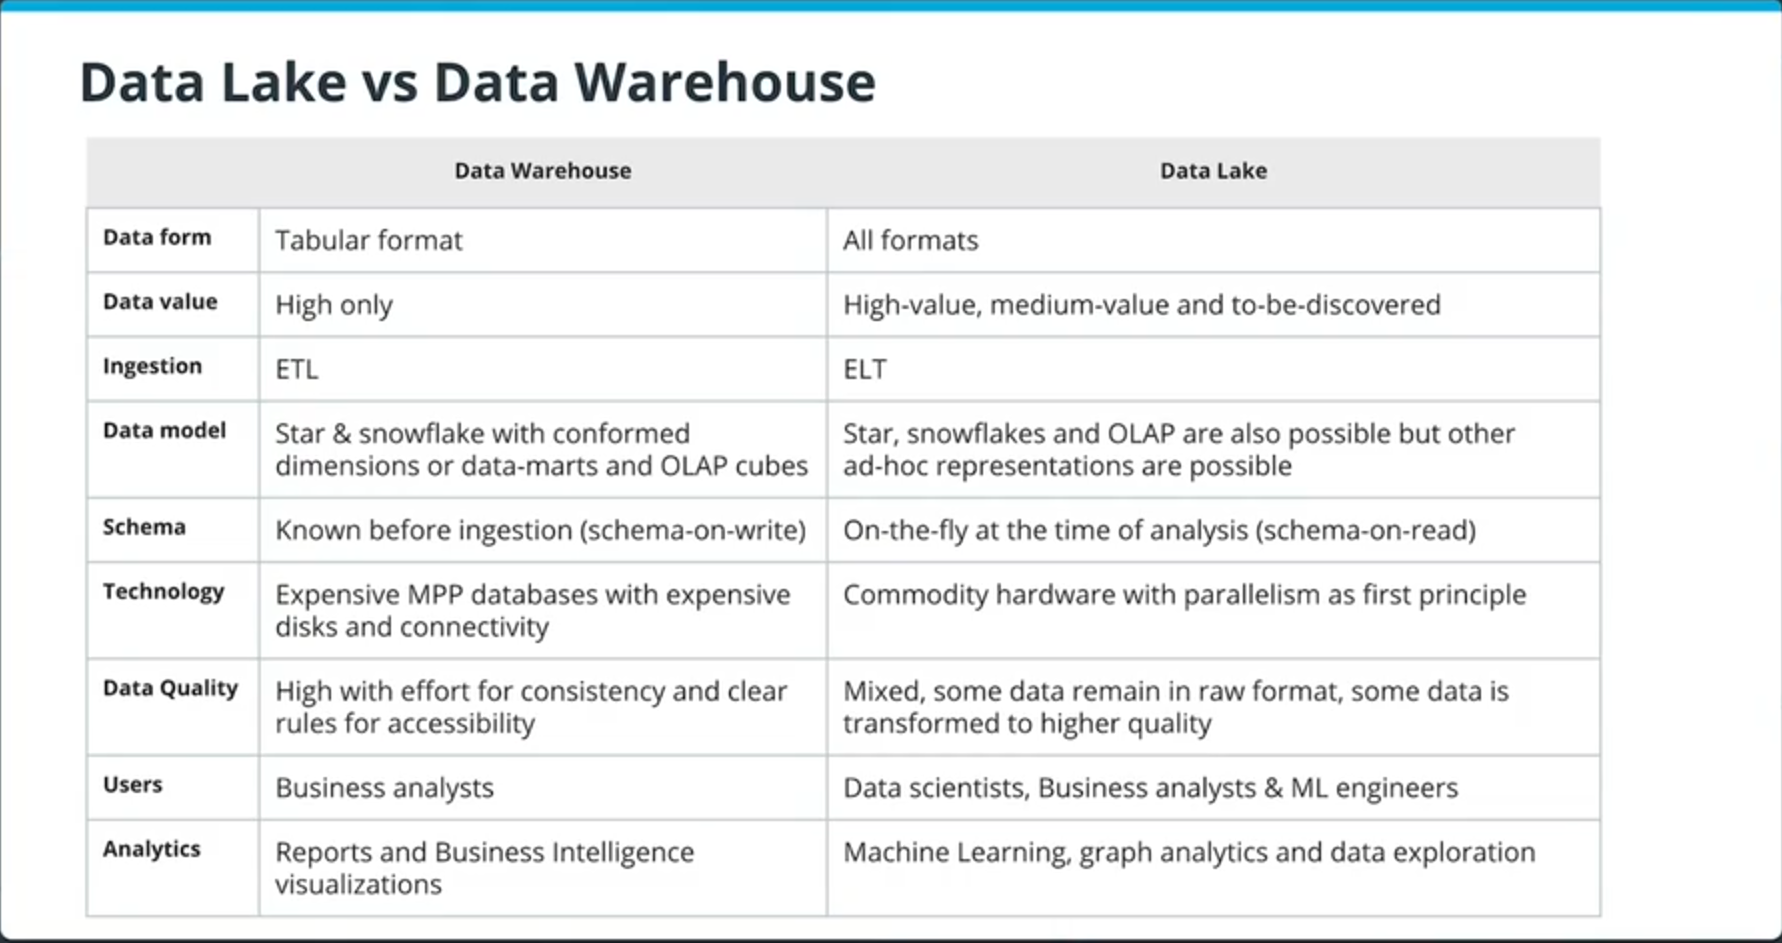 Data Lake vs Data Warehouse
Data Warehouse
Data Lake
Data form
Tabular format
All formats
Data value
High only
High-value, medium-value and to-be-discovered
Ingestion
ETL
ELT
Data model
Star & snowflake with conformed
dimensions or data-marts and OLAP cubes
Star, snowflakes and OLAP are also possible but other
ad-hoc representations are possible
Schema
Known before ingestion (schema-on-write)
On-the-fly at the time of analysis (schema-on-read)
Technology
Expensive MPP databases with expensive
disks and connectivity
Commodity hardware with parallelism as first principle
Data Quality
High with effort for consistency and clear
rules for accessibility
Mixed, some data remain in raw format, some data is
transformed to higher quality
Users
Business analysts
Data scientists, Business analysts & ML engineers
Analytics
Reports and Business Intelligence
visualizations
Machine Learning, graph analytics and data exploration